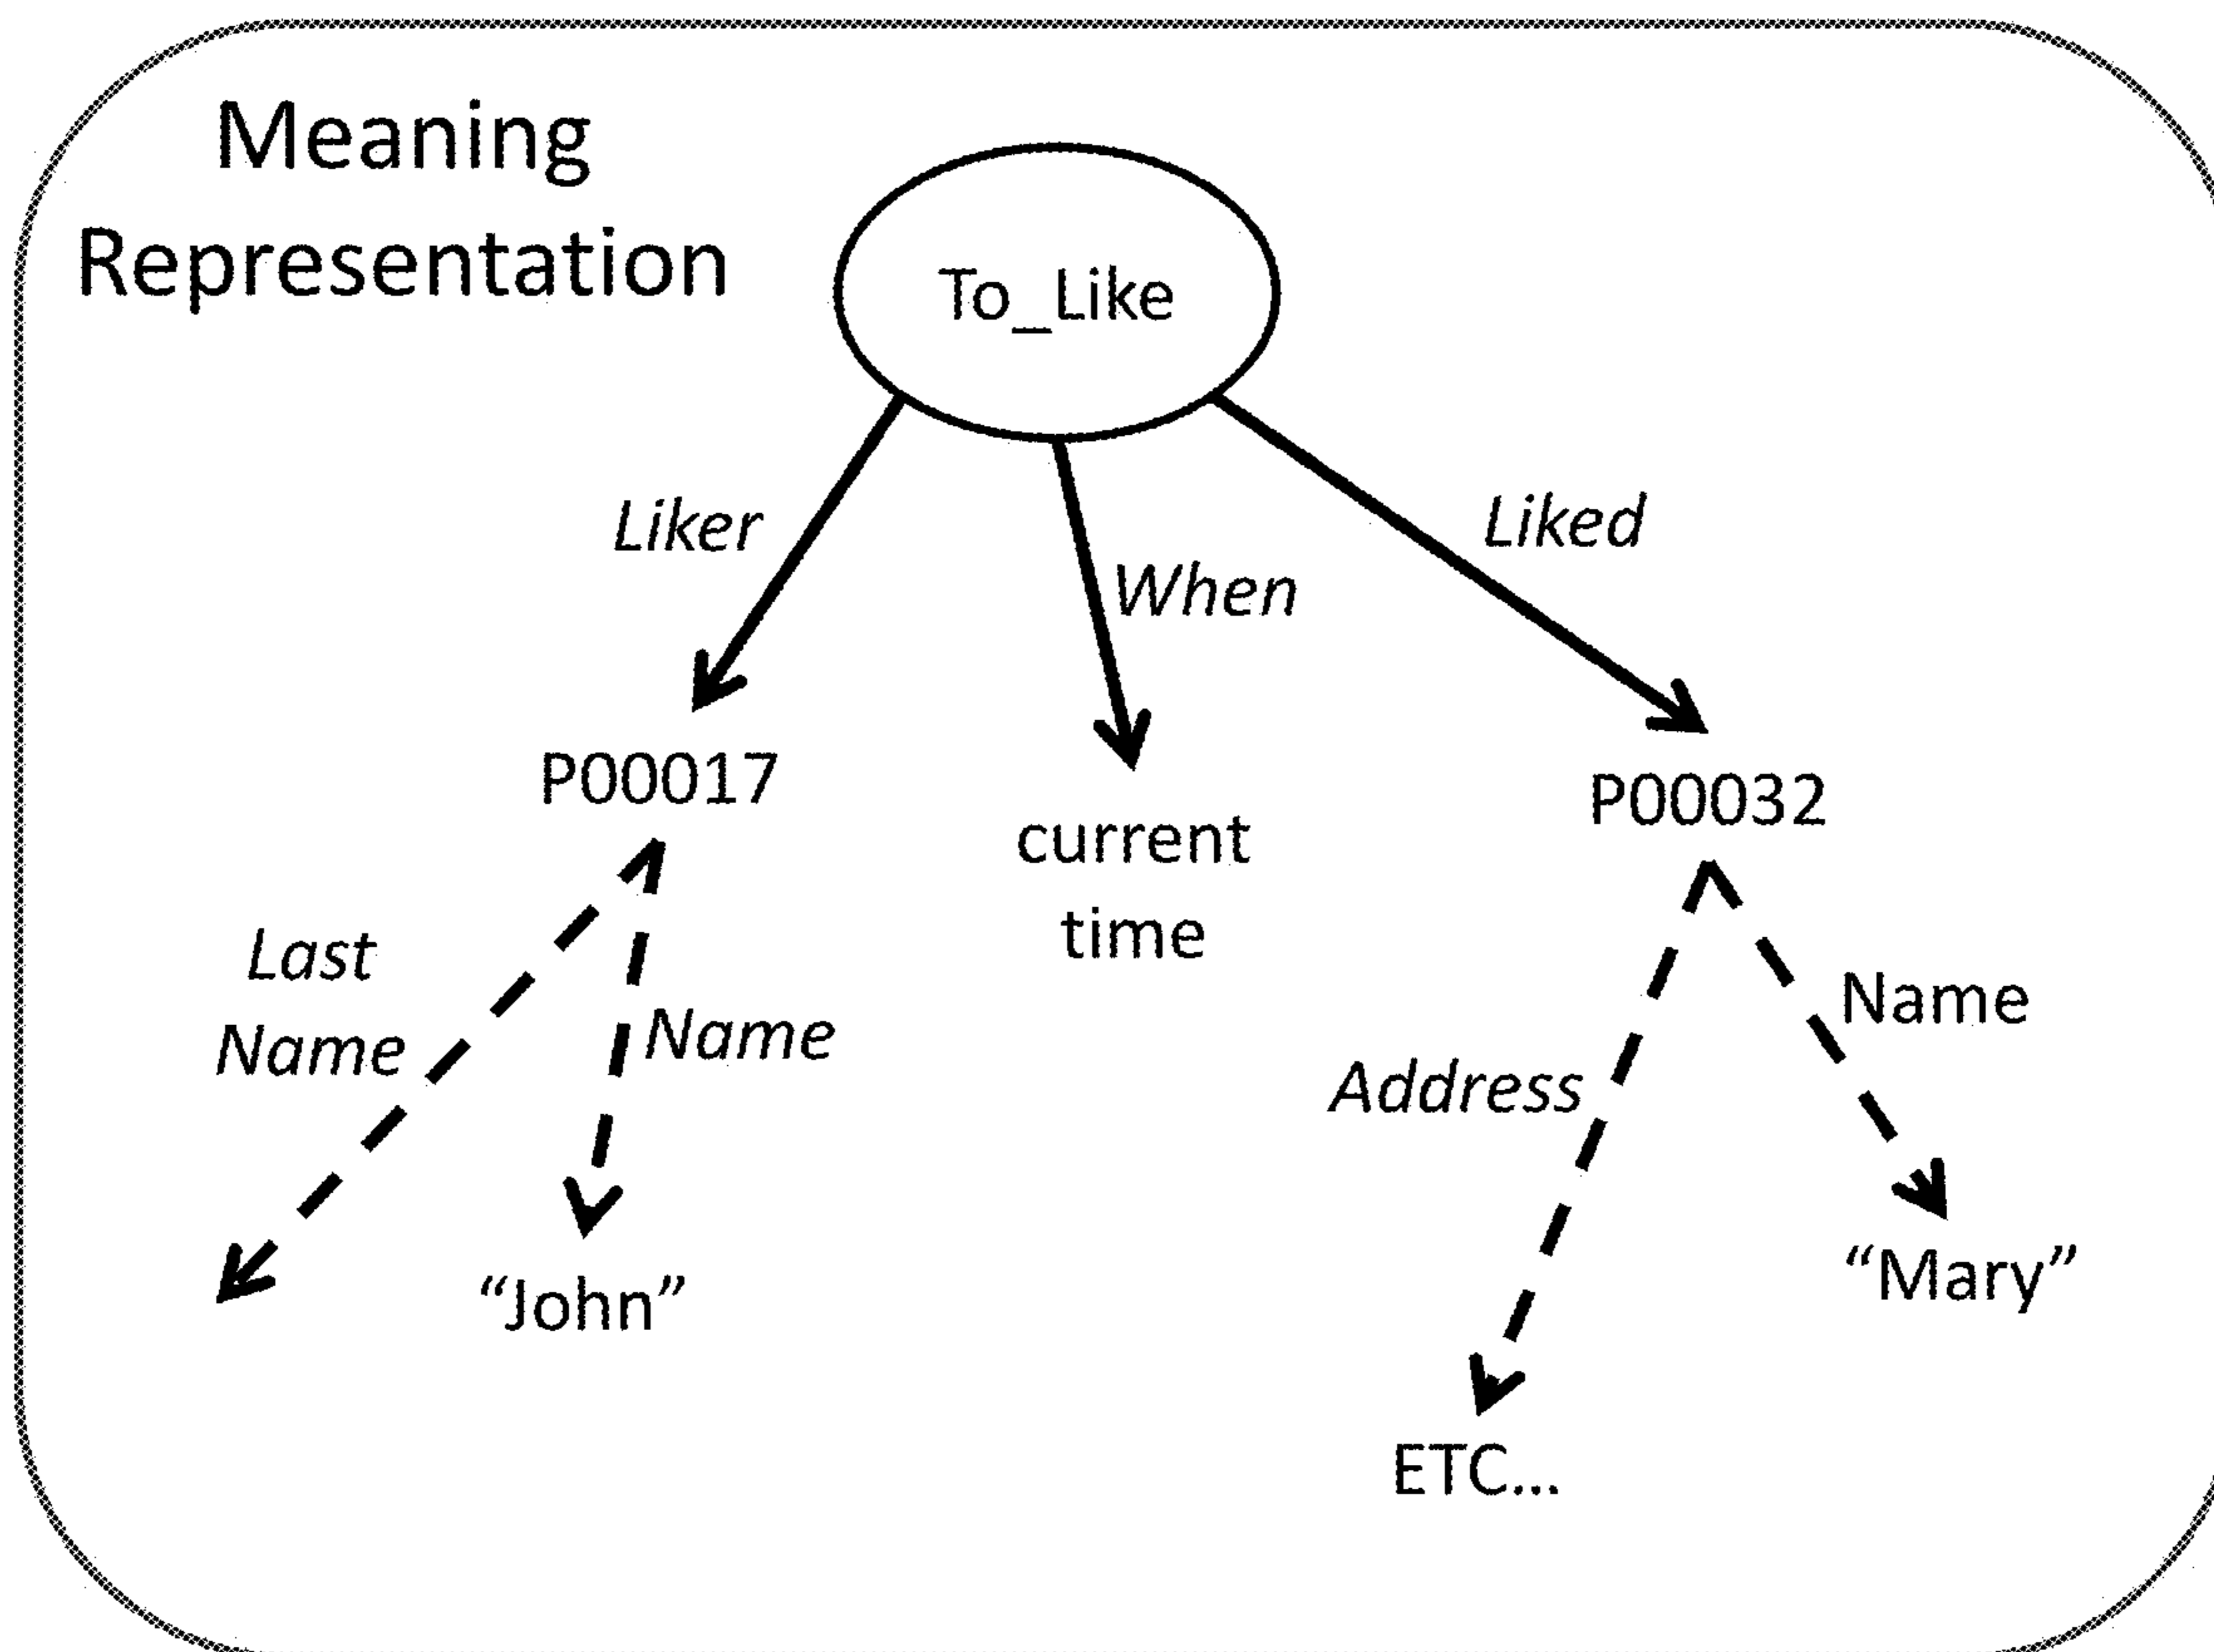 Meaning
Representation
To_Like
Liker
When
Liked
P00017
current
time
P00032
Last
Name
Name
Address
Name
“John”
“Mary”
ETC...